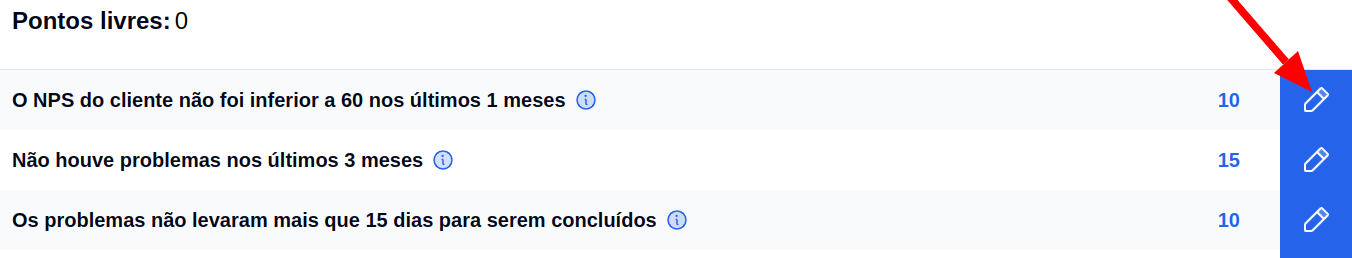 Pontos livres: 0
O NPS do cliente não foi inferior a 60 nos últimos 1 meses 10
Não houve problemas nos últimos 3 meses 15
Os problemas não levaram mais que 15 dias para serem concluídos 10